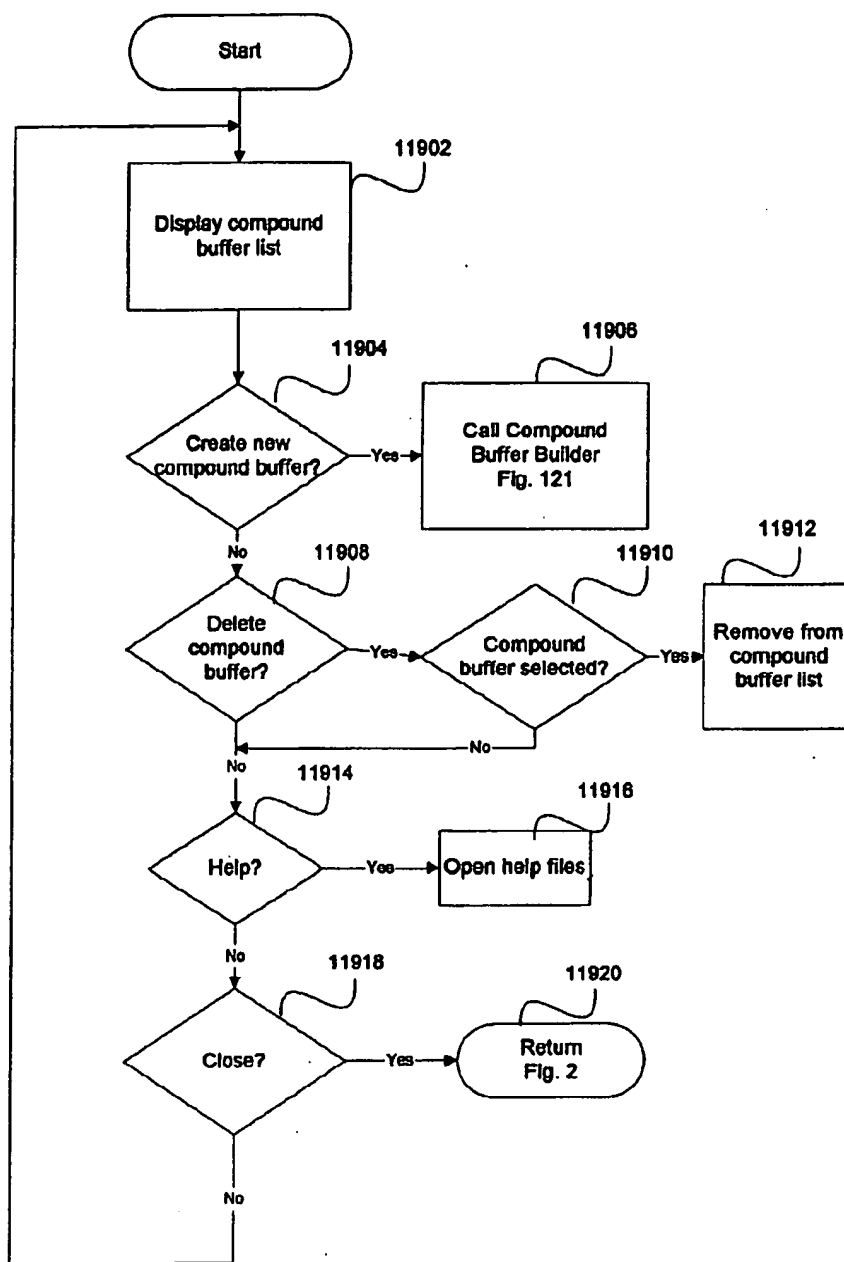 Start
11902
Display compound
buffer list
11904
Create new
compound buffer?
Yes
11906
Call Compound
Buffer Builder
Fig. 121
No
11908
Delete
compound
buffer?
Yes
11910
Compound
buffer selected?
Yes
11912
Remove from
compound
buffer list
No
No
11914
Help?
Yes
11916
Open help files
No
11918
Close?
Yes
11920
Return
Fig. 2
No